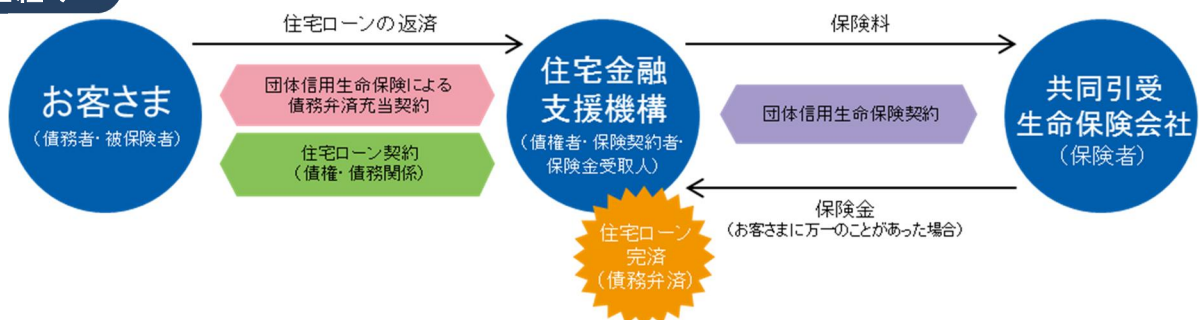 住宅ローンの返済
保険料
お客さま
(債務者・被保険者)
団体信用生命保険による
債務弁済充当契約
住宅ローン契約
(債権・債務関係)
住宅金融
支援機構
(債権者・保険契約者・
保険金受取人)
団体信用生命保険契約
共同引受
生命保険会社
(保険者)
保険金
(お客さまに万一のことがあった場合)
住宅ローン
完済
(債務弁済)